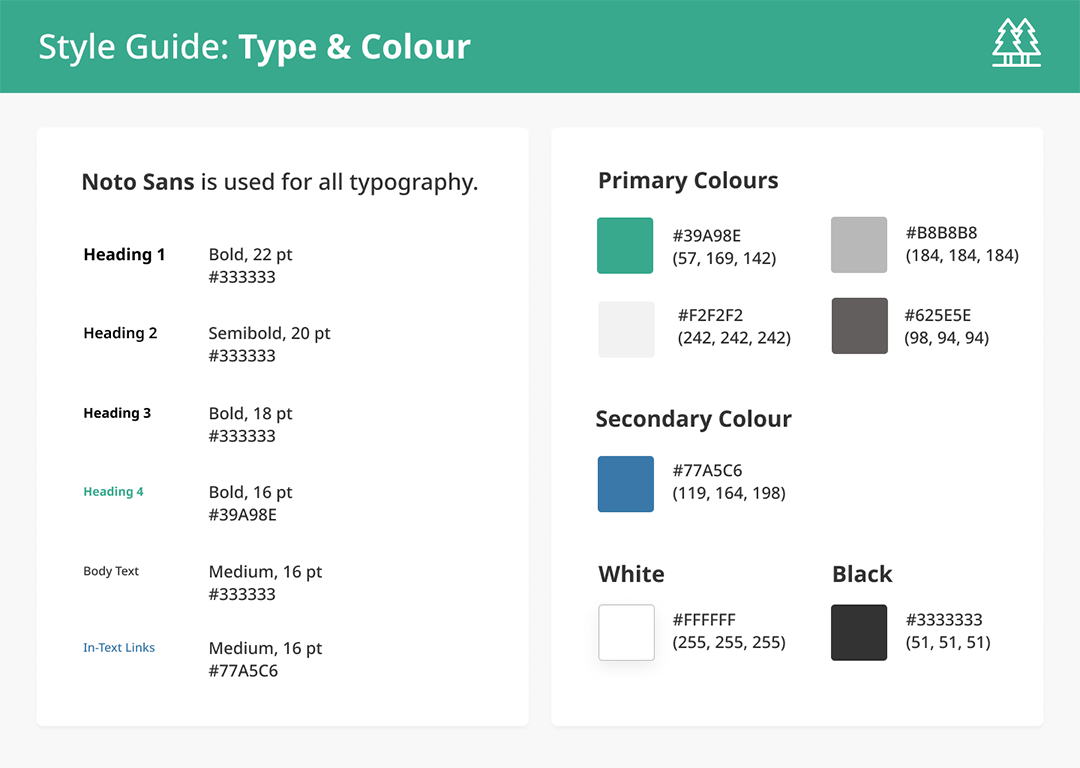 Style Guide: Type & Colour
Noto Sans is used for all typography.
Heading 1
Bold, 22 pt
#333333
Heading 2
Semibold, 20 pt
#333333
Heading 3
Bold, 18 pt
#333333
Heading 4
Bold, 16 pt
#39A98E
Body Text
Medium, 16 pt
#333333
In-Text Links
Medium, 16 pt
#77A5C6
Primary Colours
#39A98E
(57, 169, 142)
#B8B8B8
(184, 184, 184)
#F2F2F2
(242, 242, 242)
#625E5E
(98, 94, 94)
Secondary Colour
#77A5C6
(119, 164, 198)
White
#FFFFFF
(255, 255, 255)
Black
#3333333
(51, 51, 51)